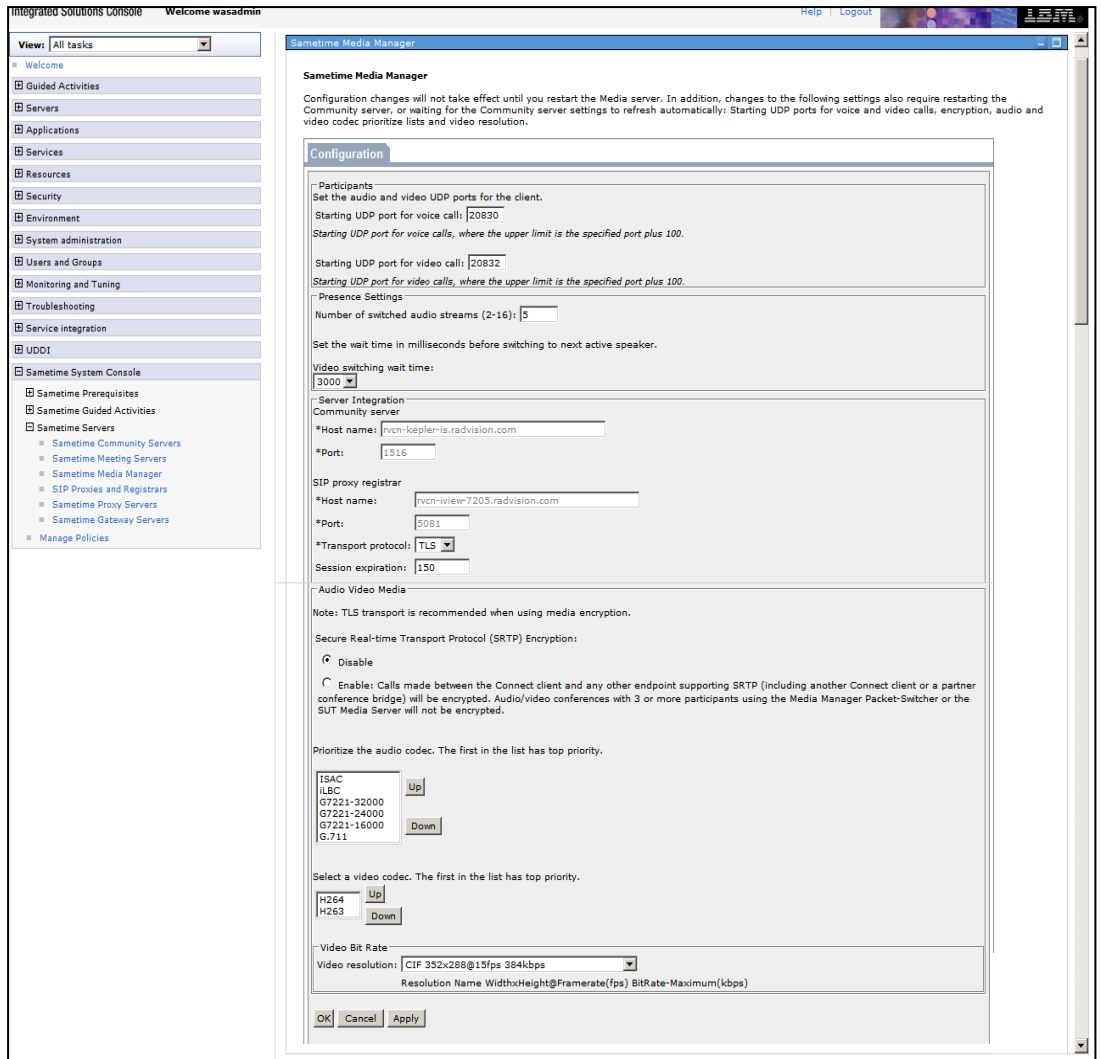 Integrated Solutions Console Welcome wasadmin
Help | Logout
IBM®
View: All tasks
Welcome
Guided Activities
Servers
Applications
Services
Resources
Security
Environment
System administration
Users and Groups
Monitoring and Tuning
Troubleshooting
Service integration
UDDI
Sametime System Console
Sametime Prerequisites
Sametime Guided Activities
Sametime Servers
Sametime Community Servers
Sametime Meeting Servers
Sametime Media Manager
SIP Proxies and Registrars
Sametime Proxy Servers
Sametime Gateway Servers
Manage Policies
Sametime Media Manager
Sametime Media Manager
Configuration changes will not take effect until you restart the Media server. In addition, changes to the following settings also require restarting the
Community server, or waiting for the Community server settings to refresh automatically: Starting UDP ports for voice and video calls, encryption, audio and
video codec prioritize lists and video resolution.
Configuration
Participants
Set the audio and video UDP ports for the client.
Starting UDP port for voice call: 20830
Starting UDP port for voice calls, where the upper limit is the specified port plus 100.
Starting UDP port for video call: 20832
Starting UDP port for video calls, where the upper limit is the specified port plus 100.
Presence Settings
Number of switched audio streams (2-16): 5
Set the wait time in milliseconds before switching to next active speaker.
Video switching wait time:
3000
Server Integration
Community server
*Host name: rvcn-kepler-is.radvision.com
*Port: 1516
SIP proxy registrar
*Host name: rvcn-iview-7205.radvision.com
*Port: 5081
*Transport protocol: TLS
Session expiration: 150
Audio Video Media
Note: TLS transport is recommended when using media encryption.
Secure Real-time Transport Protocol (SRTP) Encryption:
Disable
Enable: Calls made between the Connect client and any other endpoint supporting SRTP (including another Connect client or a partner
conference bridge) will be encrypted. Audio/video conferences with 3 or more participants using the Media Manager Packet-Switcher or the
SUT Media Server will not be encrypted.
Prioritize the audio codec. The first in the list has top priority.
ISAC
iLBC
G7221-32000
G7221-24000
G7221-16000
G.711
Up
Down
Select a video codec. The first in the list has top priority.
H264
H263
Up
Down
Video Bit Rate
Video resolution: CIF 352x288@15fps 384kbps
Resolution Name WidthxHeight@Framerate(fps) BitRate-Maximum(kbps)
OK Cancel Apply